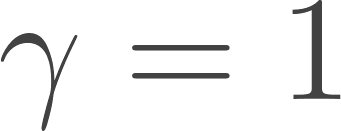 γ = 1